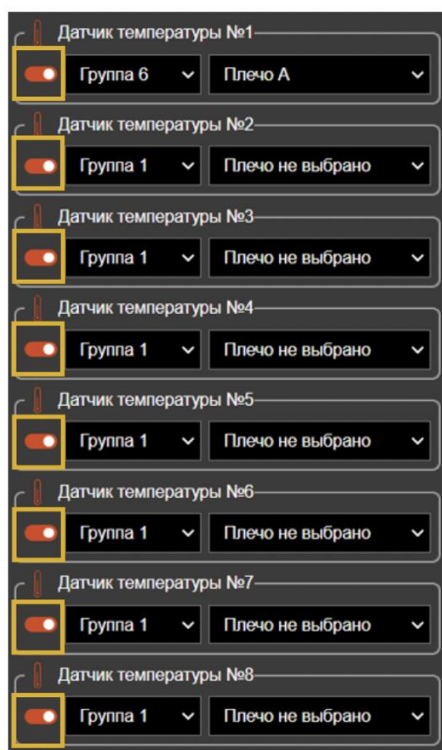 Датчик температуры №1
Группа 6 Плечо А
Датчик температуры №2
Группа 1 Плечо не выбрано
Датчик температуры №3
Группа 1 Плечо не выбрано
Датчик температуры №4
Группа 1 Плечо не выбрано
Датчик температуры №5
Группа 1 Плечо не выбрано
Датчик температуры №6
Группа 1 Плечо не выбрано
Датчик температуры №7
Группа 1 Плечо не выбрано
Датчик температуры №8
Группа 1 Плечо не выбрано